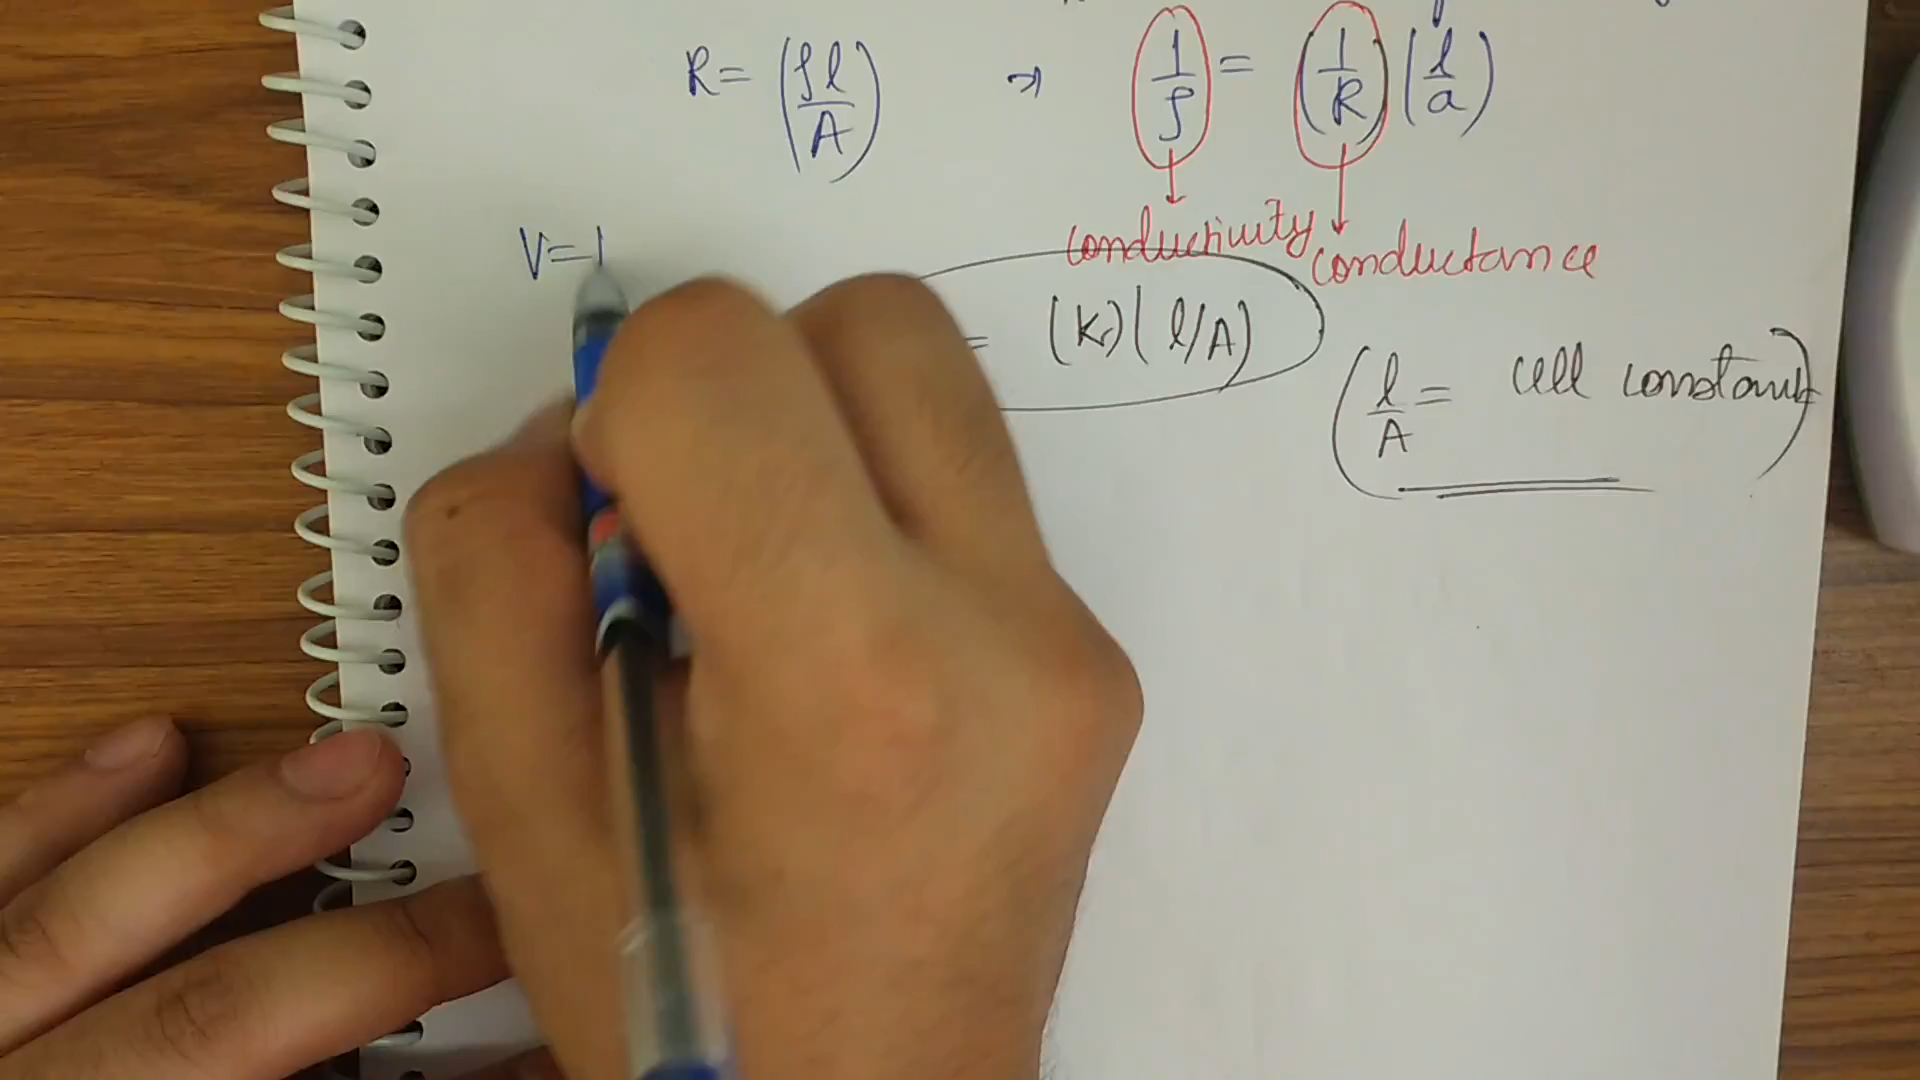 R = (ρl/A) ⇒ 1/ρ = (1/R) (l/a)
conductivity conductance
V=I
= (K) ( l/A)
( l/A = cell constant)